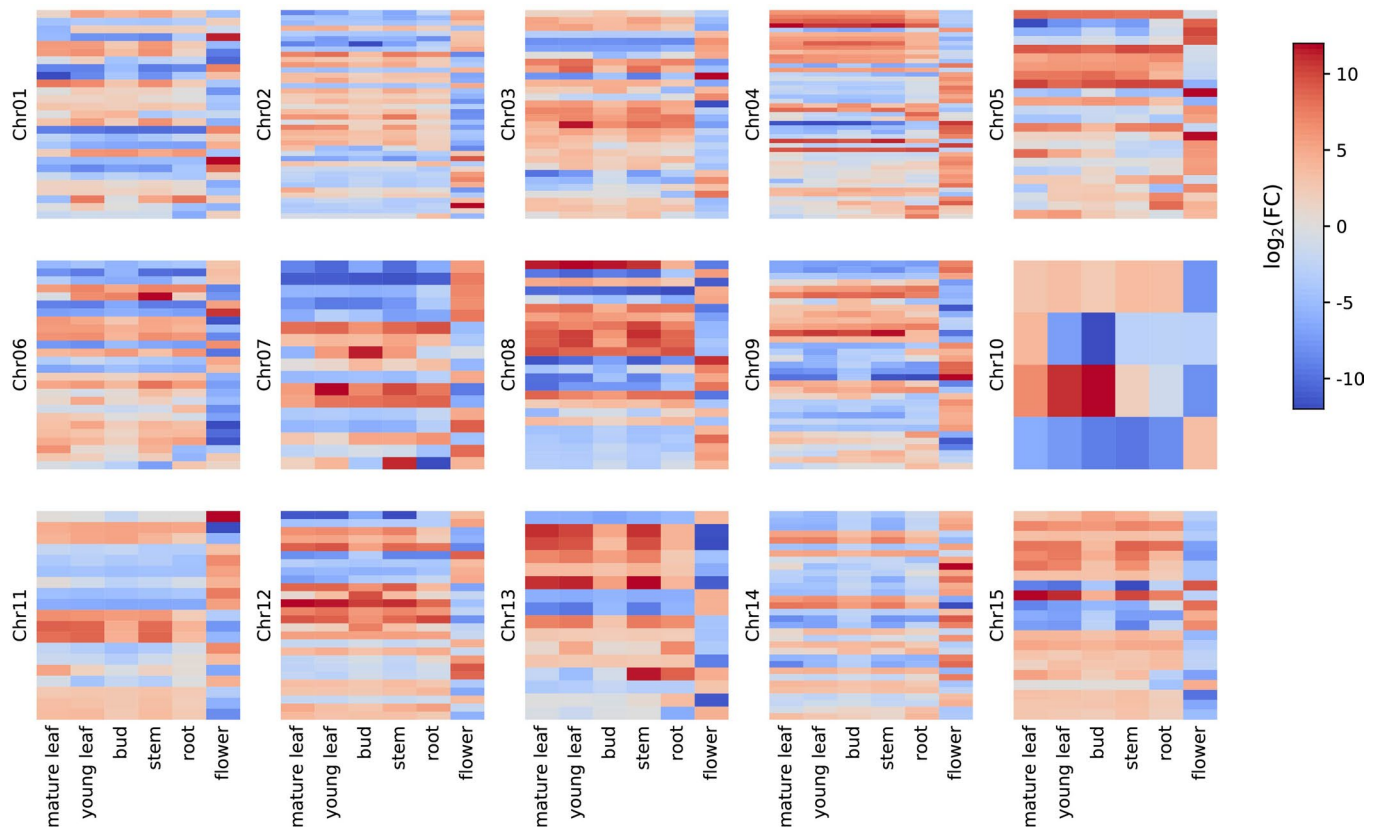 Chr01
Chr02
Chr03
Chr04
Chr05
Chr06
Chr07
Chr08
Chr09
Chr10
Chr11
Chr12
Chr13
Chr14
Chr15
mature leaf
young leaf
bud
stem
root
flower
mature leaf
young leaf
bud
stem
root
flower
mature leaf
young leaf
bud
stem
root
flower
mature leaf
young leaf
bud
stem
root
flower
mature leaf
young leaf
bud
stem
root
flower
log₂(FC)
10
5
0
-5
-10